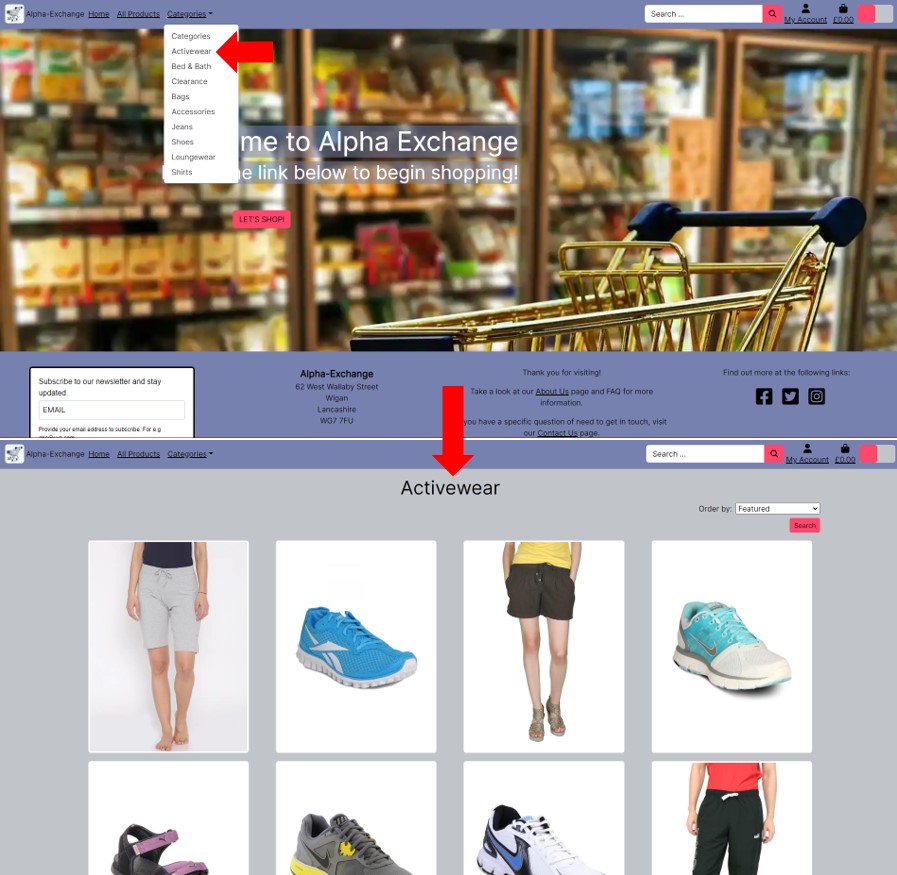 Alpha-Exchange Home All Products Categories
Search ...
My Account £0.00
Categories
Activewear
Bed & Bath
Clearance
Bags
Accessories
Jeans
Shoes
Loungewear
Shirts
me to Alpha Exchange
link below to begin shopping!
LET'S SHOP!
Subscribe to our newsletter and stay
updated.
EMAIL
Provide your email address to subscribe. For e.g
Alpha-Exchange
62 West Wallaby Street
Wigan
Lancashire
WG7 7FU
Thank you for visiting!
Take a look at our About Us page and FAQ for more
information.
you have a specific question of need to get in touch, visit
our Contact Us page.
Find out more at the following links:
Alpha-Exchange Home All Products Categories
Search ...
My Account £0.00
Activewear
Order by: Featured
Search